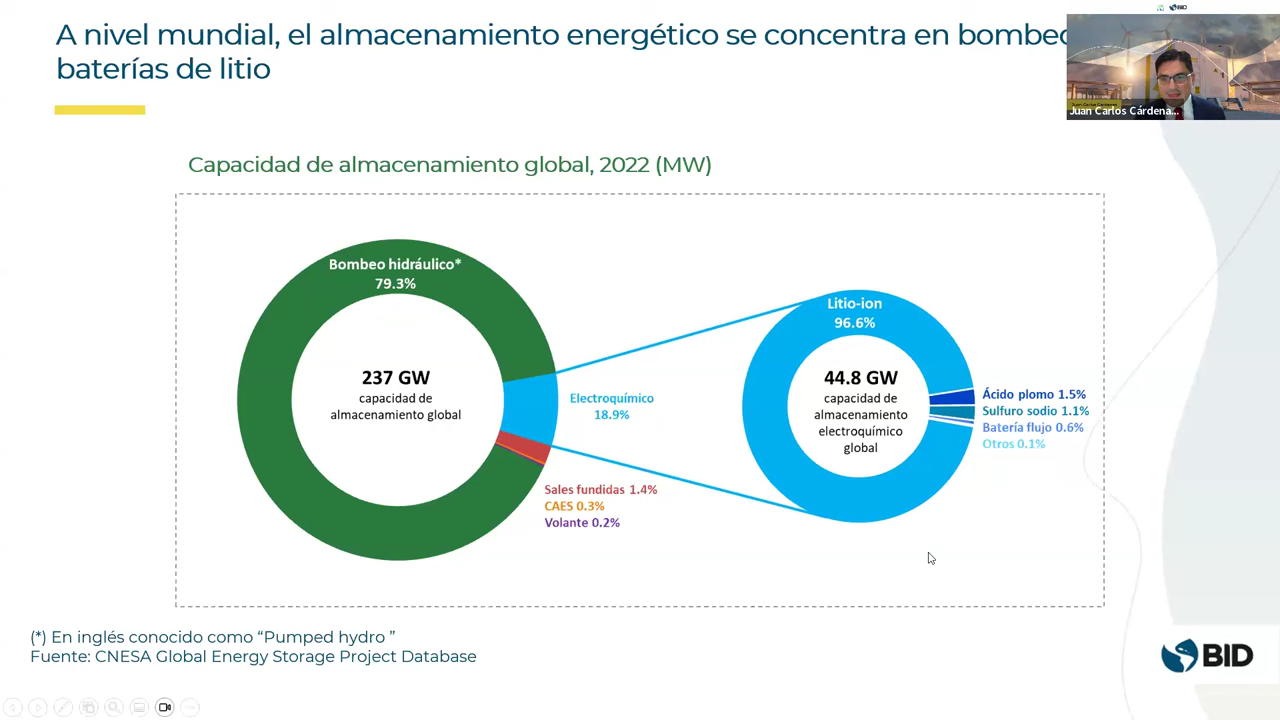 A nivel mundial, el almacenamiento energético se concentra en bombeo
baterías de litio
BID
Juan Carlos Cárdena...
Capacidad de almacenamiento global, 2022 (MW)
Bombeo hidráulico*
79.3%
237 GW
capacidad de
almacenamiento global
Electroquímico
18.9%
Sales fundidas 1.4%
CAES 0.3%
Volante 0.2%
Litio-ion
96.6%
44.8 GW
capacidad de
almacenamiento
electroquímico
global
Ácido plomo 1.5%
Sulfuro sodio 1.1%
Batería flujo 0.6%
Otros 0.1%
(*) En inglés conocido como “Pumped hydro ”
Fuente: CNESA Global Energy Storage Project Database
BID